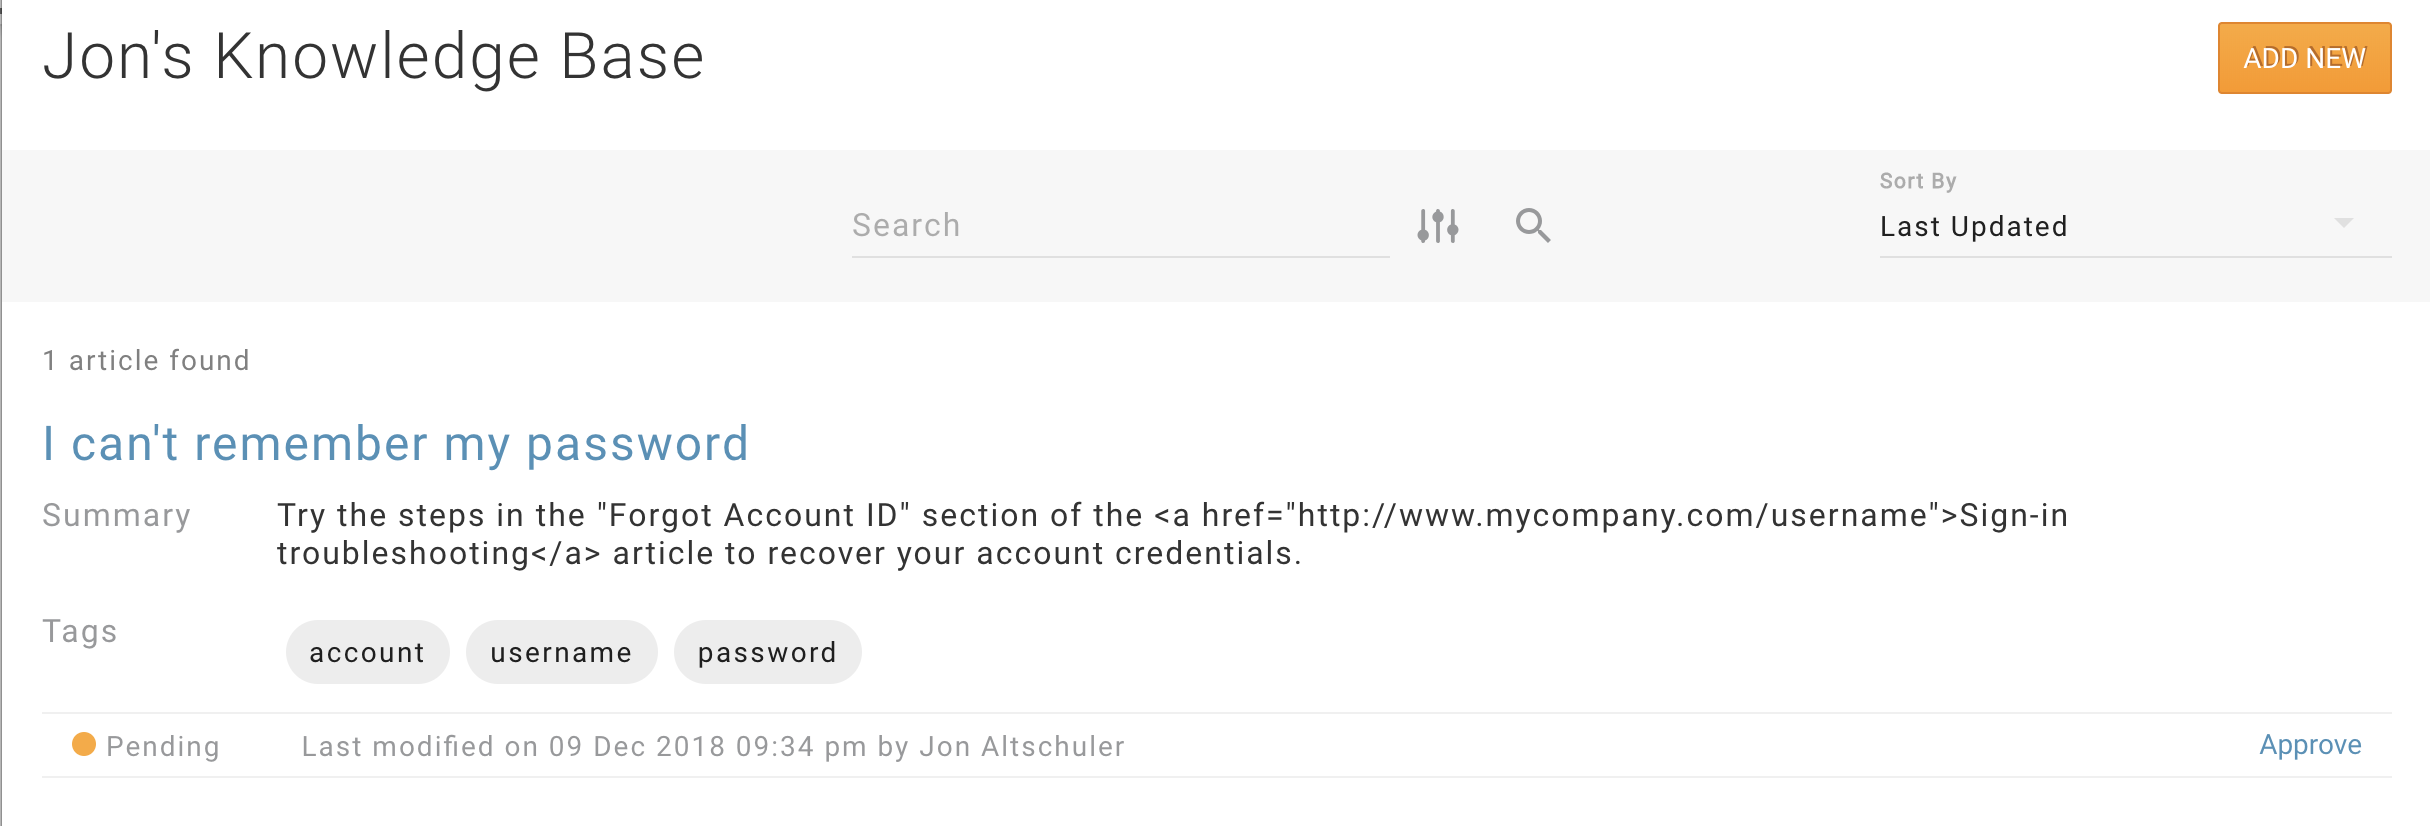 Jon's Knowledge Base
ADD NEW
Search
Sort By
Last Updated
1 article found
I can't remember my password
Summary
Try the steps in the "Forgot Account ID" section of the <a href="http://www.mycompany.com/username">Sign-in
troubleshooting</a> article to recover your account credentials.
Tags
account username password
Pending Last modified on 09 Dec 2018 09:34 pm by Jon Altschuler Approve